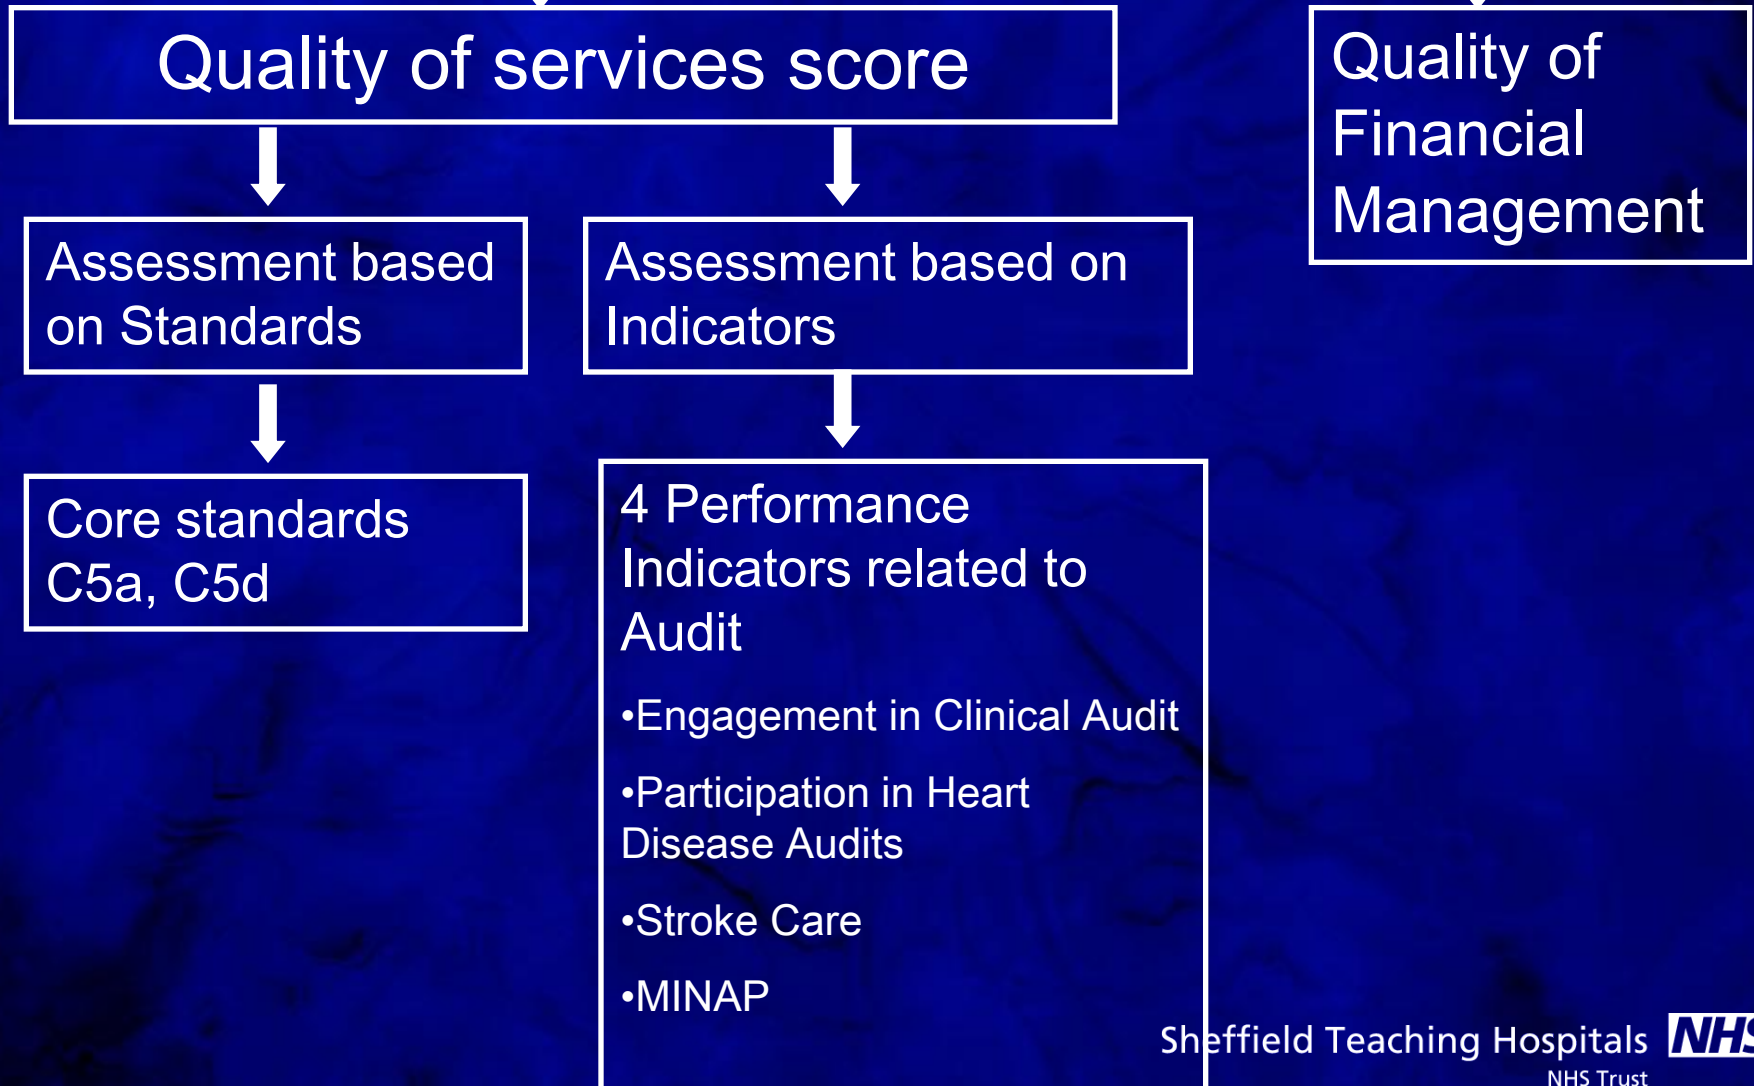 Quality of services score
Quality of
Financial
Management
Assessment based
on Standards
Assessment based on
Indicators
Core standards
C5a, C5d
4 Performance
Indicators related to
Audit
•Engagement in Clinical Audit
•Participation in Heart
Disease Audits
•Stroke Care
•MINAP
Sheffield Teaching Hospitals NHS
NHS Trust